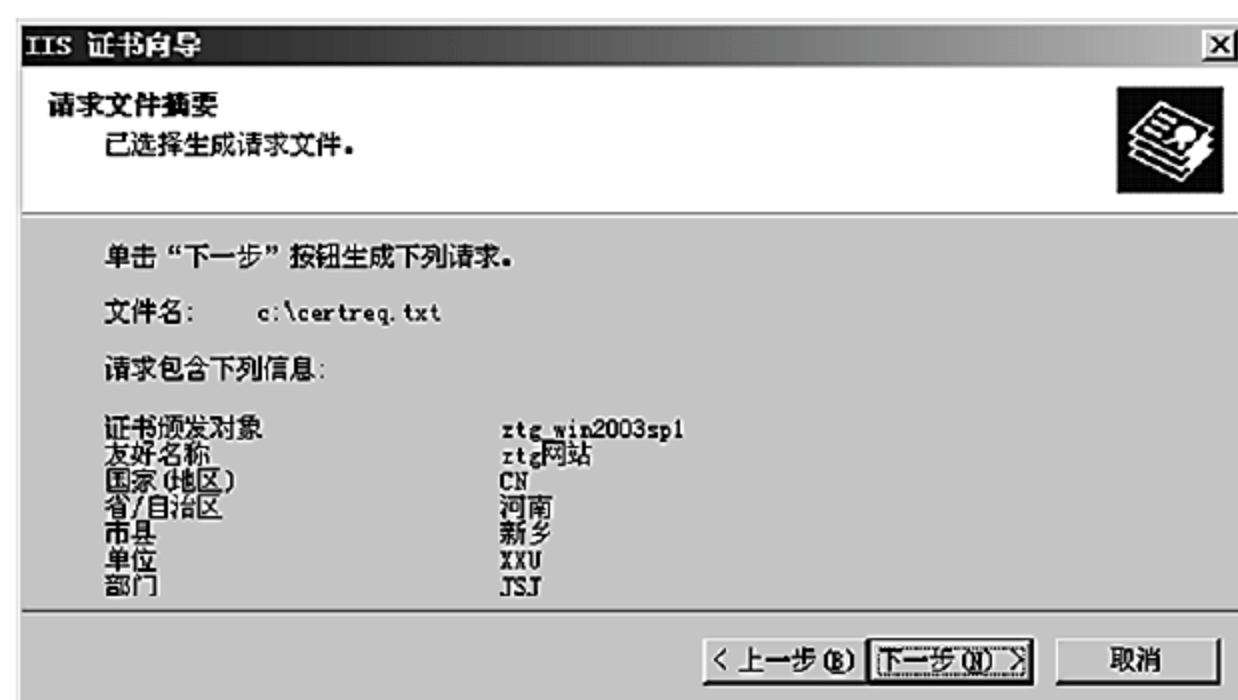 IIS 证书向导
请求文件摘要
已选择生成请求文件。
单击“下一步”按钮生成下列请求。
文件名: c:\certreq.txt
请求包含下列信息:
证书颁发对象 ztg_win2003sp1
友好名称 ztg网站
国家(地区) CN
省/自治区 河南
市县 新乡
单位 XXU
部门 JSJ
< 上一步(B) 下一步(N) > 取消